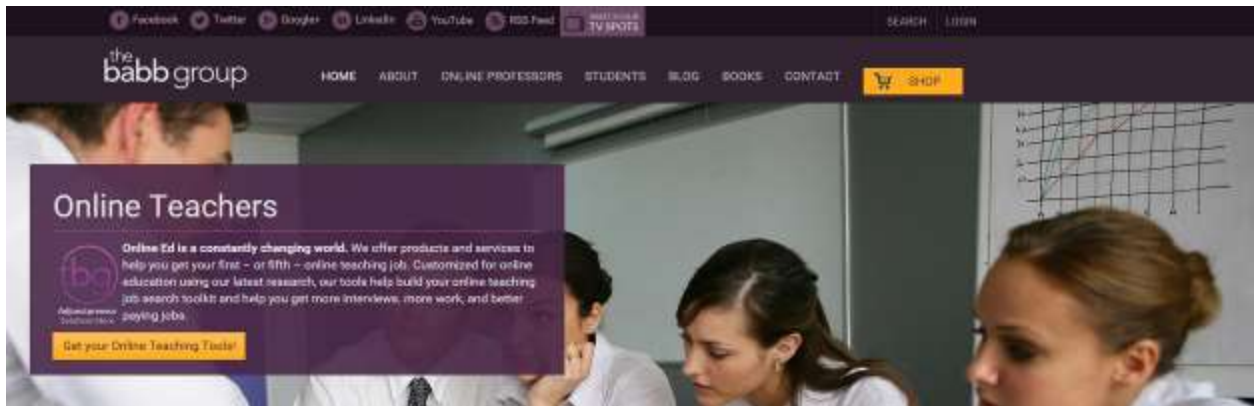 Facebook Twitter Google+ LinkedIn YouTube RSS Feed TV SPOTS SEARCH LOGIN
the
babb group HOME ABOUT ONLINE PROFESSORS STUDENTS BLOG BOOKS CONTACT SHOP
Online Teachers
Online Ed is a constantly changing world. We offer products and services to
help you get your first – or fifth – online teaching job. Customized for online
education using our latest research, our tools help build your online teaching
job search toolkit and help you get more interviews, more work, and better
paying jobs.
tbg
Get your Online Teaching Tools!